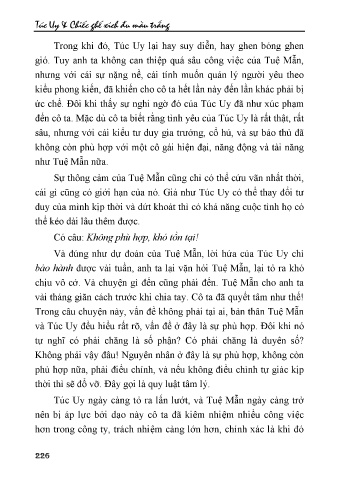 Túc Uy & Chiếc ghế xích đu màu trắng
Trong khi đó, Túc Uy lại hay suy diễn, hay ghen bóng ghen
gió. Tuy anh ta không can thiệp quá sâu công việc của Tuệ Mẫn,
nhưng với cái sự nặng nề, cái tính muốn quản lý người yêu theo
kiểu phong kiến, đã khiến cho cô ta hết lần này đến lần khác phải bị
ức chế. Đôi khi thấy sự nghi ngờ đó của Túc Uy đã như xúc phạm
đến cô ta. Mặc dù cô ta biết rằng tình yêu của Túc Uy là rất thật, rất
sâu, nhưng với cái kiểu tư duy gia trưởng, cổ hủ, và sự bảo thủ đã
không còn phù hợp với một cô gái hiện đại, năng động và tài năng
như Tuệ Mẫn nữa.
Sự thông cảm của Tuệ Mẫn cũng chỉ có thể cứu vãn nhất thời,
cái gì cũng có giới hạn của nó. Giá như Túc Uy có thể thay đổi tư
duy của mình kịp thời và dứt khoát thì có khả năng cuộc tình họ có
thể kéo dài lâu thêm được.
Có câu: Không phù hợp, khó tồn tại!
Và đúng như dự đoán của Tuệ Mẫn, lời hứa của Túc Uy chỉ
bảo hành được vài tuần, anh ta lại vặn hỏi Tuệ Mẫn, lại tỏ ra khó
chịu vô cớ. Và chuyện gì đến cũng phải đến. Tuệ Mẫn cho anh ta
vài tháng giãn cách trước khi chia tay. Cô ta đã quyết tâm như thế!
Trong câu chuyện này, vấn đề không phải tại ai, bản thân Tuệ Mẫn
và Túc Uy đều hiểu rất rõ, vấn đề ở đây là sự phù hợp. Đôi khi nó
tự nghĩ có phải chăng là số phận? Có phải chăng là duyên số?
Không phải vậy đâu! Nguyên nhân ở đây là sự phù hợp, không còn
phù hợp nữa, phải điều chỉnh, và nếu không điều chỉnh tự giác kịp
thời thì sẽ đổ vỡ. Đây gọi là quy luật tâm lý.
Túc Uy ngày càng tỏ ra lấn lướt, và Tuệ Mẫn ngày càng trở
nên bị áp lực bởi dạo này cô ta đã kiêm nhiệm nhiều công việc
hơn trong công ty, trách nhiệm càng lớn hơn, chính xác là khi đó
226